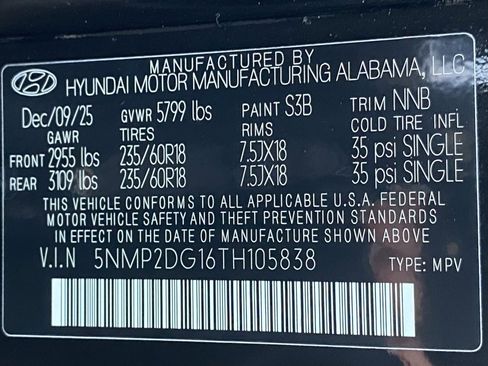 MANUFACTURED BY
HYUNDAI MOTOR MANUFACTURING ALABAMA, LLC
Dec/09/25 GVWR 5799 lbs PAINT S3B TRIM NNB
GAWR TIRES RIMS COLD TIRE INFL
FRONT 2955 lbs 235/60R18 7.5JX18 35 psi SINGLE
REAR 3109 lbs 235/60R18 7.5JX18 35 psi SINGLE
THIS VEHICLE CONFORMS TO ALL APPLICABLE U.S.A. FEDERAL
MOTOR VEHICLE SAFETY AND THEFT PREVENTION STANDARDS
IN EFFECT ON THE DATE OF MANUFACTURE SHOWN ABOVE
V.I.N 5NMP2DG16TH105838 TYPE: MPV